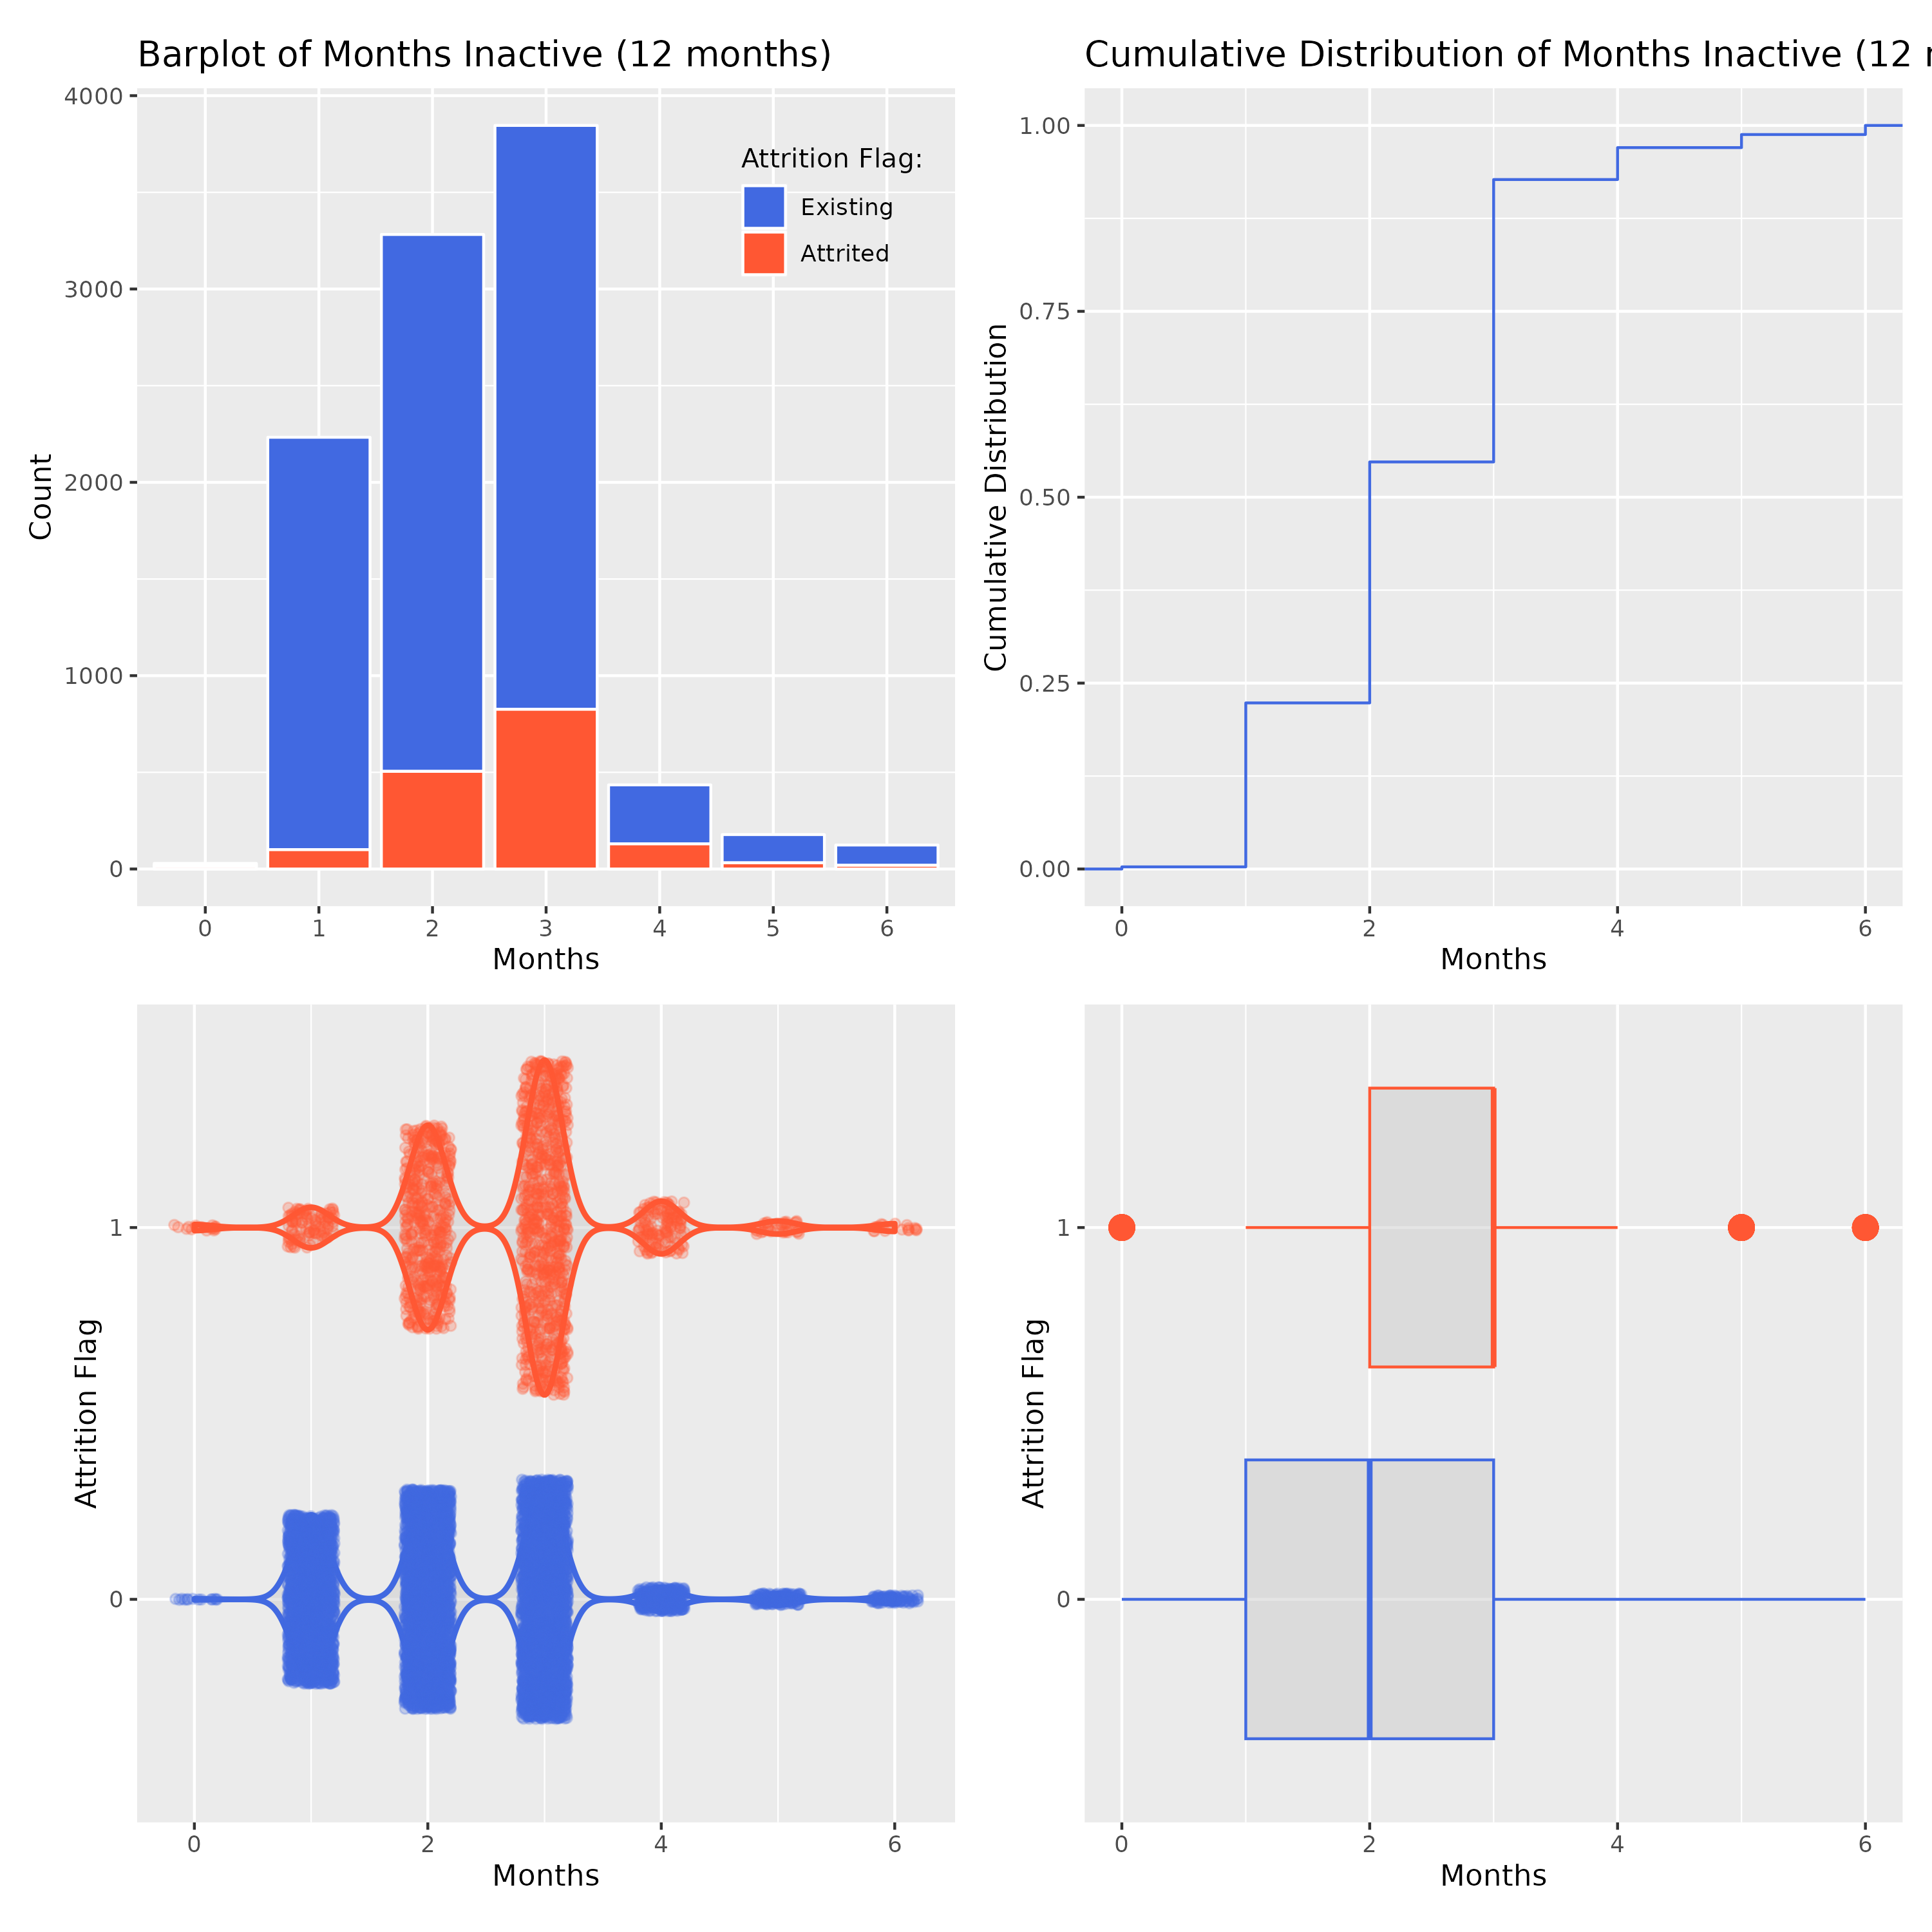 Barplot of Months Inactive (12 months)
4000
3000
2000
1000
0
Count
Attrition Flag:
Existing
Attrited
0 1 2 3 4 5 6
Months
Cumulative Distribution of Months Inactive (12
1.00
0.75
0.50
0.25
0.00
Cumulative Distribution
0 2 4 6
Months
1
0
Attrition Flag
0 2 4 6
Months
1
0
Attrition Flag
0 2 4 6
Months